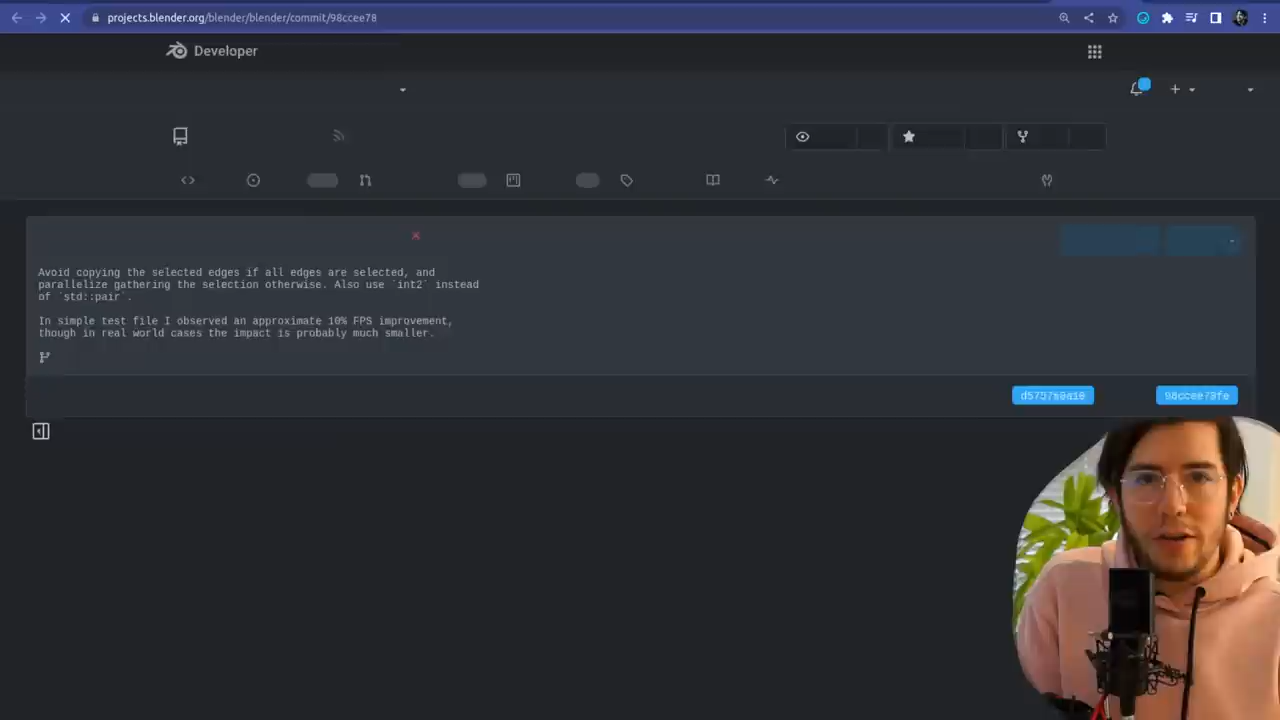 projects.blender.org/blender/blender/commit/98ccee78
Developer
Avoid copying the selected edges if all edges are selected, and
parallelize gathering the selection otherwise. Also use `int2` instead
of `std::pair`.
In simple test file I observed an approximate 10% FPS improvement,
though in real world cases the impact is probably much smaller.